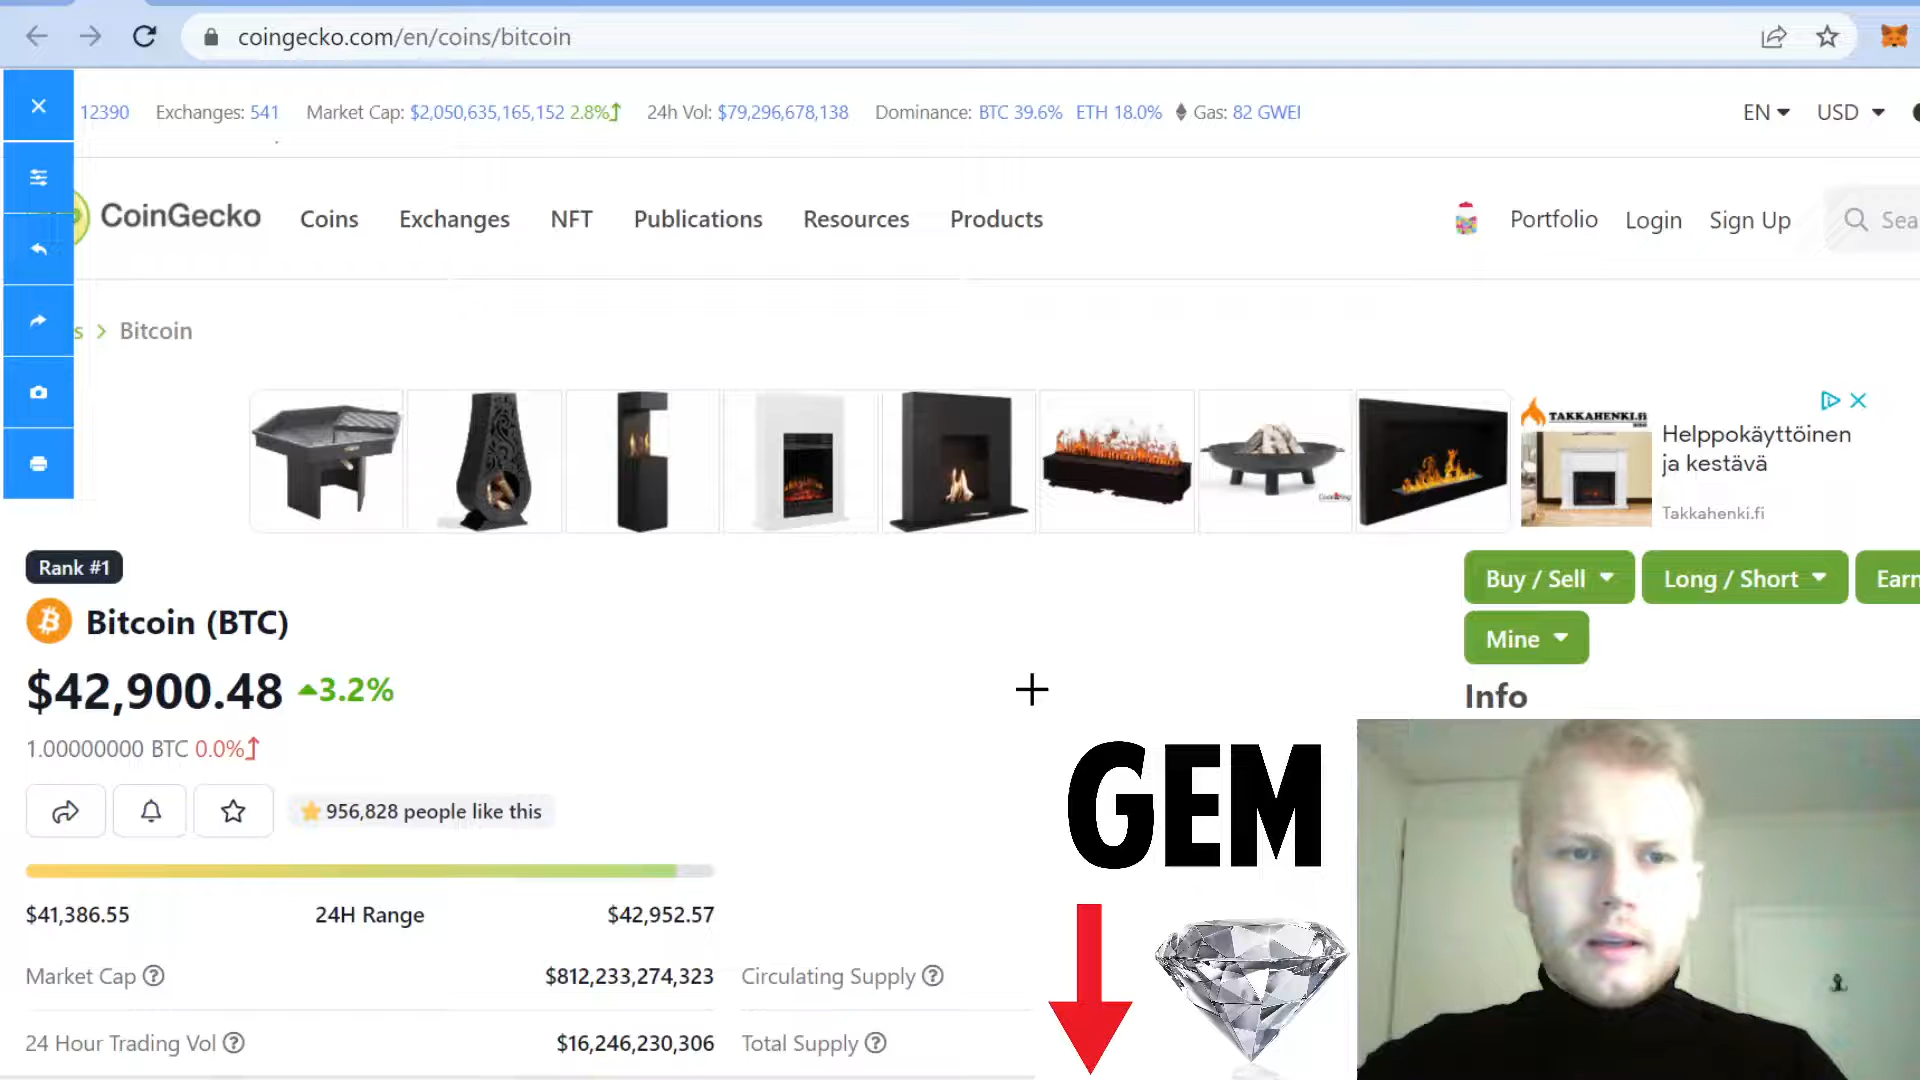 coingecko.com/en/coins/bitcoin
12390 Exchanges: 541 Market Cap: $2,050,635,165,152 2.8% 24h Vol: $79,296,678,138 Dominance: BTC 39.6% ETH 18.0% Gas: 82 GWEI EN USD
CoinGecko Coins Exchanges NFT Publications Resources Products Portfolio Login Sign Up Sea
s > Bitcoin
TAKKAHENKI.fi
Helppokäyttöinen
ja kestävä
Takkahenki.fi
Rank #1
Buy / Sell Long / Short Earn
Bitcoin (BTC)
Mine
$42,900.48 3.2%
Info
1.00000000 BTC 0.0%
956,828 people like this
GEM
$41,386.55 24H Range $42,952.57
Market Cap ? $812,233,274,323 Circulating Supply ?
24 Hour Trading Vol ? $16,246,230,306 Total Supply ?